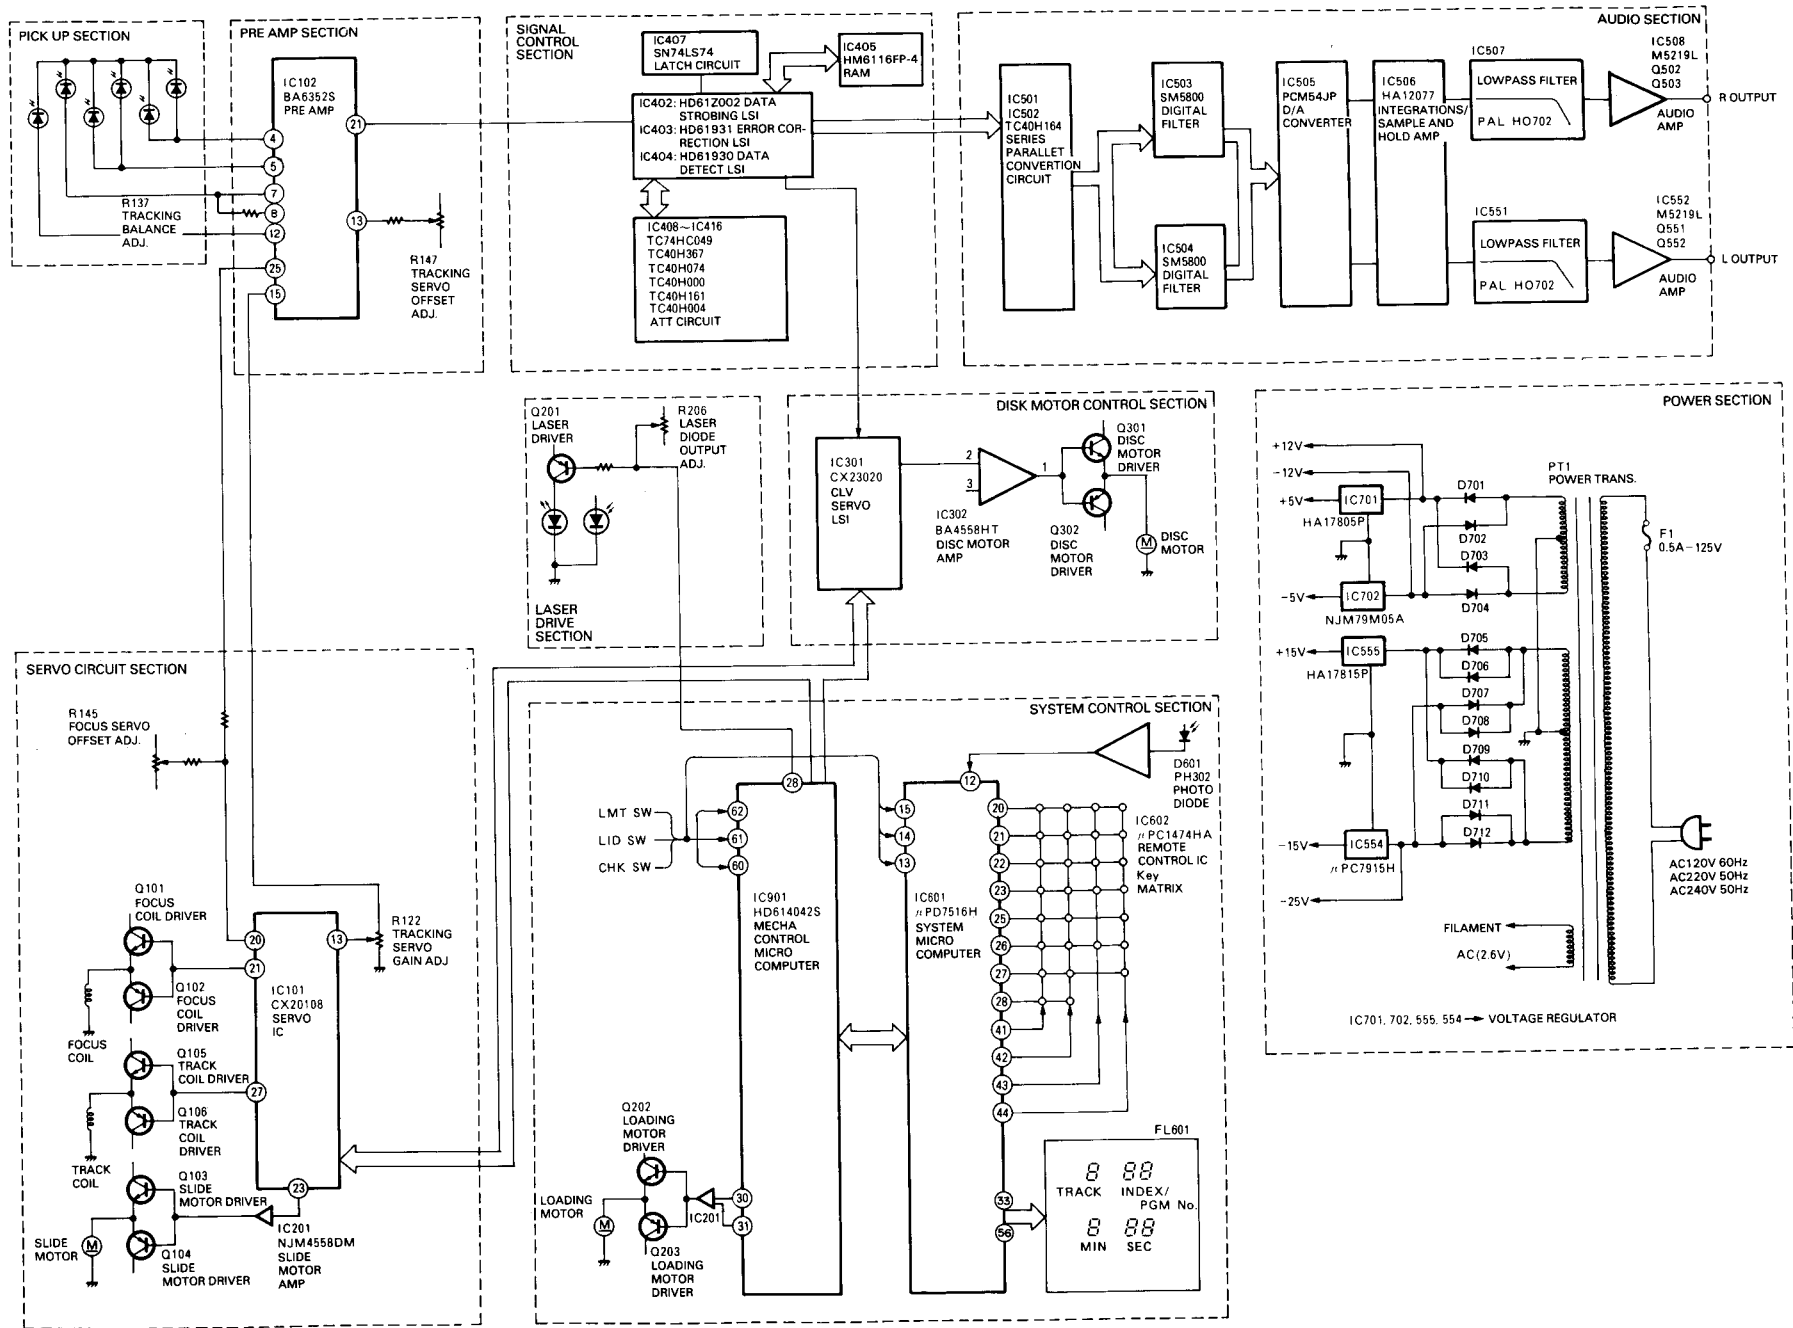 PICK UP SECTION
R137
TRACKING
BALANCE
ADJ.
PRE AMP SECTION
IC102
BA6352S
PRE AMP
4
5
7
8
12
25
15
21
13
R147
TRACKING
SERVO
OFFSET
ADJ.
SIGNAL
CONTROL
SECTION
IC407
SN74LS74
LATCH CIRCUIT
IC405
HM6116FP-4
RAM
IC402: HD61Z002 DATA
STROBING LSI
IC403: HD61931 ERROR COR-
RECTION LSI
IC404: HD61930 DATA
DETECT LSI
IC408~IC416
TC74HC049
TC40H367
TC40H074
TC40H000
TC40H161
TC40H004
ATT CIRCUIT
AUDIO SECTION
IC501
IC502
TC40H164
SERIES
PARALLET
CONVERTION
CIRCUIT
IC503
SM5800
DIGITAL
FILTER
IC504
SM5800
DIGITAL
FILTER
IC505
PCM54JP
D/A
CONVERTER
IC506
HA12077
INTEGRATIONS/
SAMPLE AND
HOLD AMP
IC507
LOWPASS FILTER
PAL HO702
IC508
M5219L
Q502
Q503
AUDIO
AMP
R OUTPUT
IC551
LOWPASS FILTER
PAL HO702
IC552
M5219L
Q551
Q552
AUDIO
AMP
L OUTPUT
Q201
LASER
DRIVER
R206
LASER
DIODE
OUTPUT
ADJ.
LASER
DRIVE
SECTION
DISK MOTOR CONTROL SECTION
IC301
CX23020
CLV
SERVO
LSI
2
3
1
IC302
BA4558HT
DISC MOTOR
AMP
Q301
DISC
MOTOR
DRIVER
Q302
DISC
MOTOR
DRIVER
M
DISC
MOTOR
POWER SECTION
+12V
-12V
+5V
IC701
HA17805P
-5V
IC702
NJM79M05A
+15V
IC555
HA17815P
-15V
IC554
μPC7915H
-25V
D701
D702
D703
D704
D705
D706
D707
D708
D709
D710
D711
D712
PT1
POWER TRANS.
F1
0.5A-125V
AC120V 60Hz
AC220V 50Hz
AC240V 50Hz
FILAMENT
AC(2.6V)
IC701, 702, 555, 554 → VOLTAGE REGULATOR
SERVO CIRCUIT SECTION
R145
FOCUS SERVO
OFFSET ADJ.
Q101
FOCUS
COIL DRIVER
Q102
FOCUS
COIL
DRIVER
FOCUS
COIL
Q105
TRACK
COIL DRIVER
Q106
TRACK
COIL
DRIVER
TRACK
COIL
Q103
SLIDE
MOTOR DRIVER
Q104
SLIDE
MOTOR DRIVER
SLIDE
MOTOR
M
20
21
27
23
13
IC101
CX20108
SERVO
IC
R122
TRACKING
SERVO
GAIN ADJ
IC201
NJM4558DM
SLIDE
MOTOR
AMP
SYSTEM CONTROL SECTION
LMT SW
LID SW
CHK SW
28
62
61
60
30
31
IC901
HD614042S
MECHA
CONTROL
MICRO
COMPUTER
Q202
LOADING
MOTOR
DRIVER
Q203
LOADING
MOTOR
DRIVER
LOADING
MOTOR
M
IC201
12
15
14
13
IC601
μPD7516H
SYSTEM
MICRO
COMPUTER
20
21
22
23
25
26
27
28
41
42
43
44
33
56
D601
PH302
PHOTO
DIODE
IC602
μPC1474HA
REMOTE
CONTROL IC
Key
MATRIX
FL601
8 88
TRACK INDEX/
PGM No.
8 88
MIN SEC